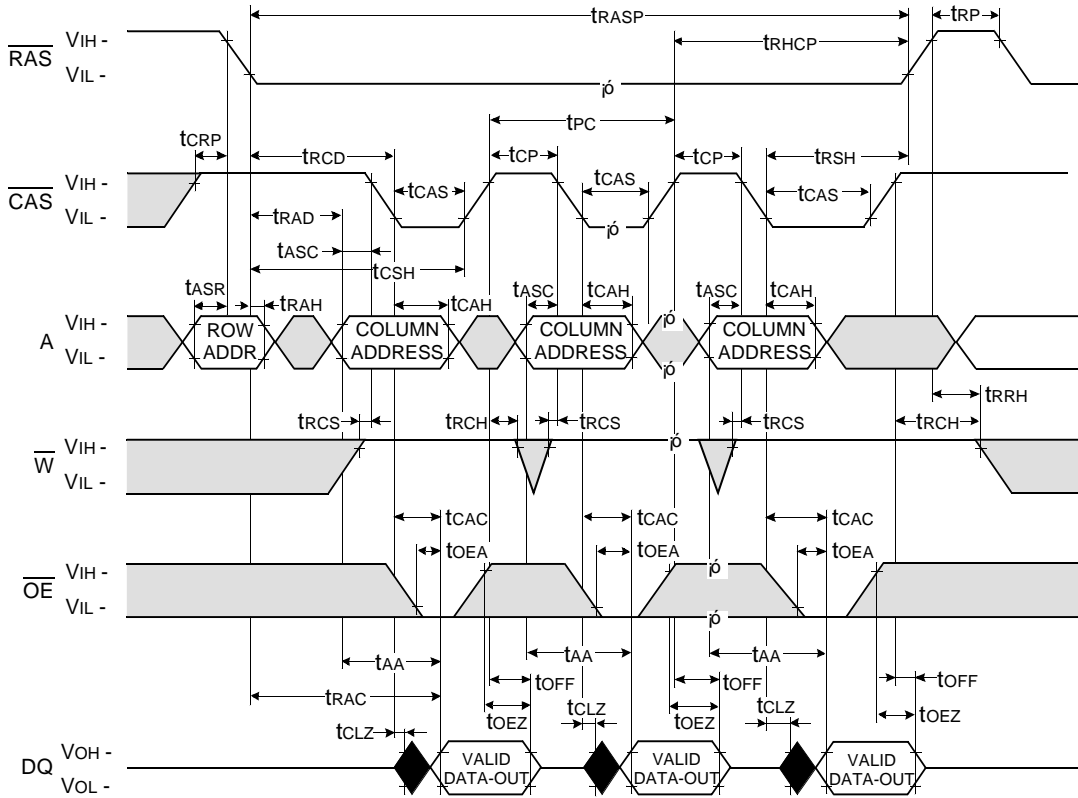 tRASP
tRP
tRHCP
RAS
VIH -
VIL -
¡ó
tCRP
tRCD
tPC
tCP
tCP
tRSH
CAS
VIH -
VIL -
tCAS
tCAS
tCAS
¡ó
tRAD
tASC
tCSH
tASR
tRAH
tCAH
tASC
tCAH
tASC
tCAH
A
VIH -
VIL -
ROW
ADDR
COLUMN
ADDRESS
COLUMN
ADDRESS
¡ó
¡ó
COLUMN
ADDRESS
tRRH
tRCS
tRCH
tRCS
tRCS
tRCH
W
VIH -
VIL -
¡ó
tCAC
tCAC
tCAC
tOEA
tOEA
tOEA
OE
VIH -
VIL -
¡ó
¡ó
tAA
tAA
tAA
tRAC
tOFF
tOFF
tOFF
tCLZ
tOEZ
tCLZ
tOEZ
tCLZ
tOEZ
DQ
VOH -
VOL -
VALID
DATA-OUT
VALID
DATA-OUT
VALID
DATA-OUT